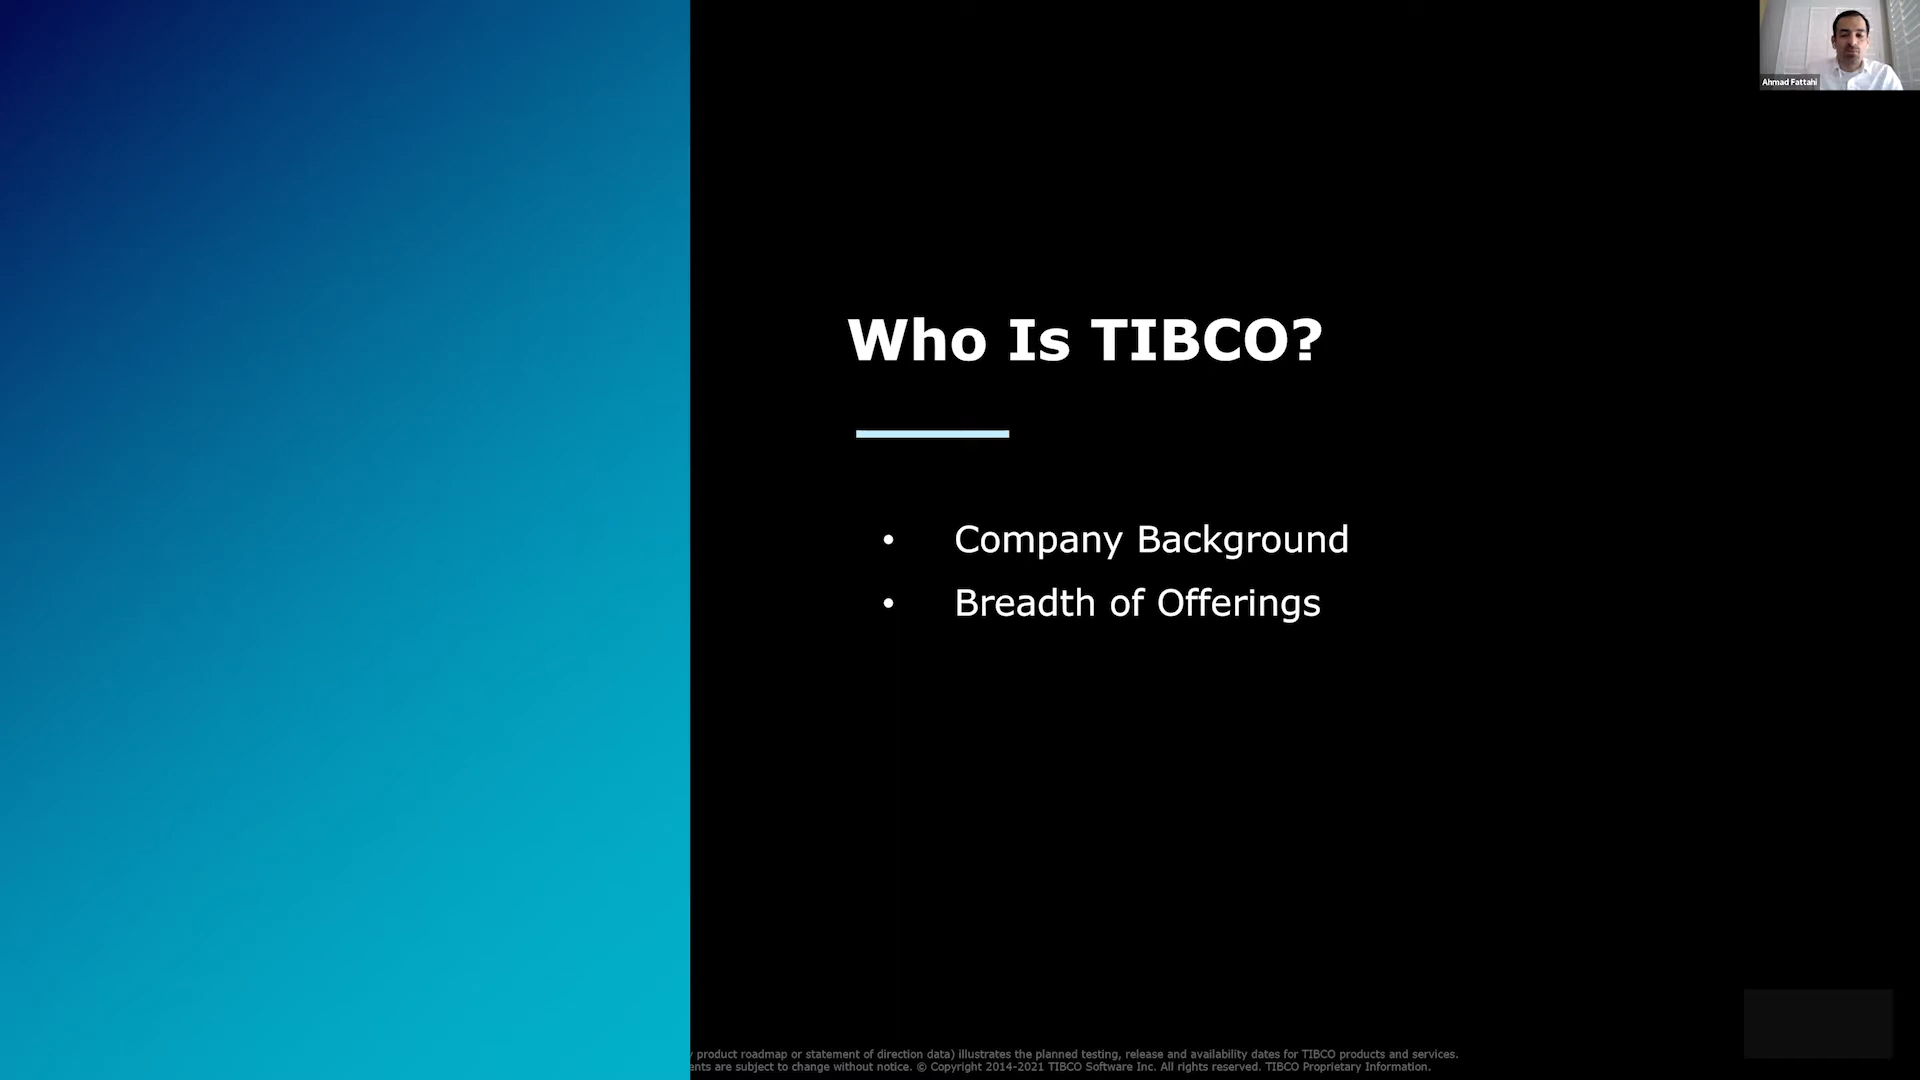 Ahmad Fattahi
Who Is TIBCO?
• Company Background
• Breadth of Offerings
product roadmap or statement of direction data) illustrates the planned testing, release and availability dates for TIBCO products and services.
are subject to change without notice. © Copyright 2014-2021 TIBCO Software Inc. All rights reserved. TIBCO Proprietary Information.